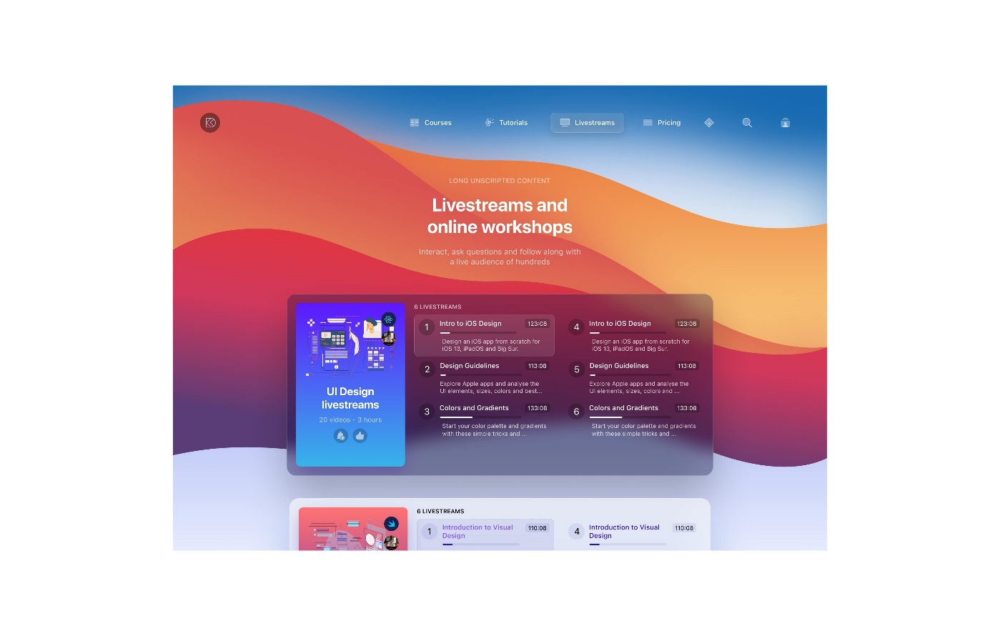 Courses
Tutorials
Livestreams
Pricing
LONG UNSCRIPTED CONTENT
Livestreams and
online workshops
Interact, ask questions and follow along with
a live audience of hundreds
UI Design
livestreams
20 videos - 3 hours
6 LIVESTREAMS
1
Intro to iOS Design
123:08
Design an iOS app from scratch for
iOS 13, iPadOS and Big Sur.
2
Design Guidelines
113:08
Explore Apple apps and analyse the
UI elements, sizes, colors and best...
3
Colors and Gradients
133:08
Start your color palette and gradients
with these simple tricks and ...
4
Intro to iOS Design
123:08
Design an iOS app from scratch for
iOS 13, iPadOS and Big Sur.
5
Design Guidelines
113:08
Explore Apple apps and analyse the
UI elements, sizes, colors and ...
6
Colors and Gradients
133:08
Start your color palette and gradients
with these simple tricks and ...
6 LIVESTREAMS
1
Introduction to Visual
Design
110:08
4
Introduction to Visual
Design
110:08